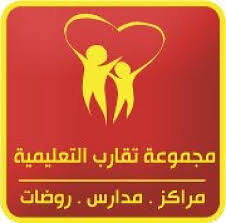 مجموعة تقارب التعليمية
مراكز . مدارس . روضات